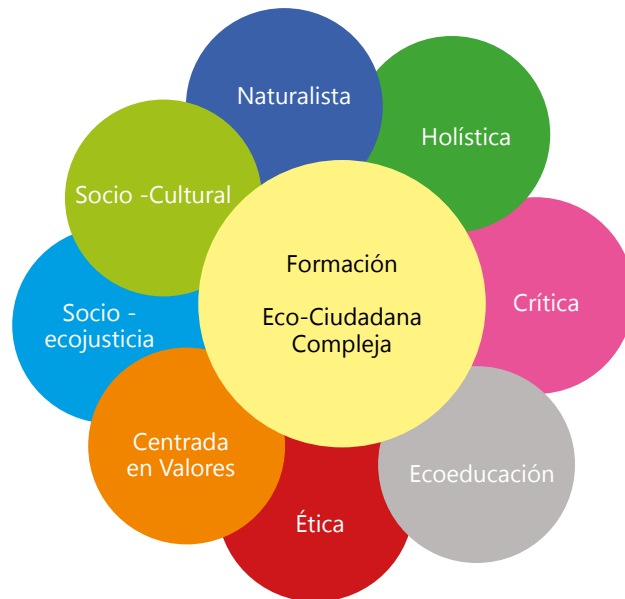 Naturalista
Holística
Socio -Cultural
Formación
Eco-Ciudadana
Compleja
Crítica
Socio -
ecojusticia
Centrada
en Valores
Ecoeducación
Ética